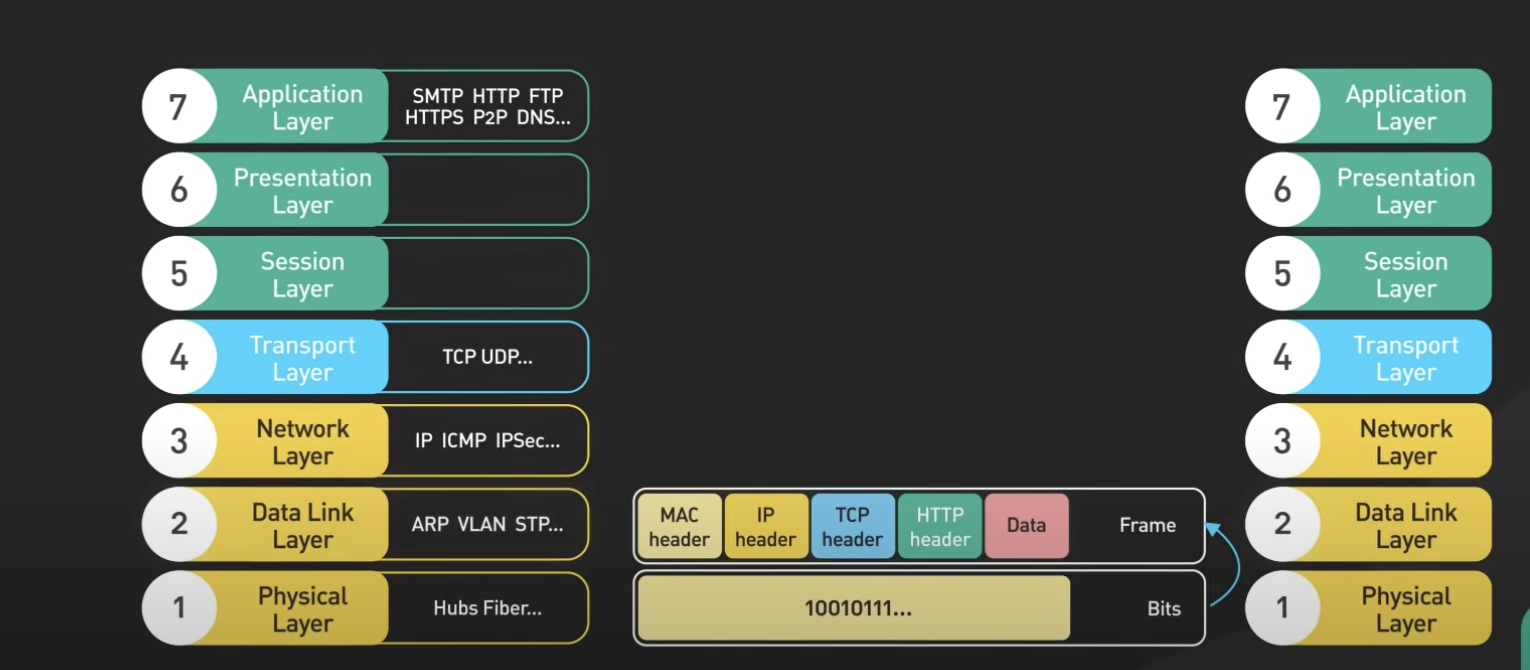 7
Application
Layer
SMTP HTTP FTP
HTTPS P2P DNS...
6
Presentation
Layer
5
Session
Layer
4
Transport
Layer
TCP UDP...
3
Network
Layer
IP ICMP IPSec...
2
Data Link
Layer
ARP VLAN STP...
1
Physical
Layer
Hubs Fiber...
MAC
header
IP
header
TCP
header
HTTP
header
Data
Frame
10010111...
Bits
7
Application
Layer
6
Presentation
Layer
5
Session
Layer
4
Transport
Layer
3
Network
Layer
2
Data Link
Layer
1
Physical
Layer